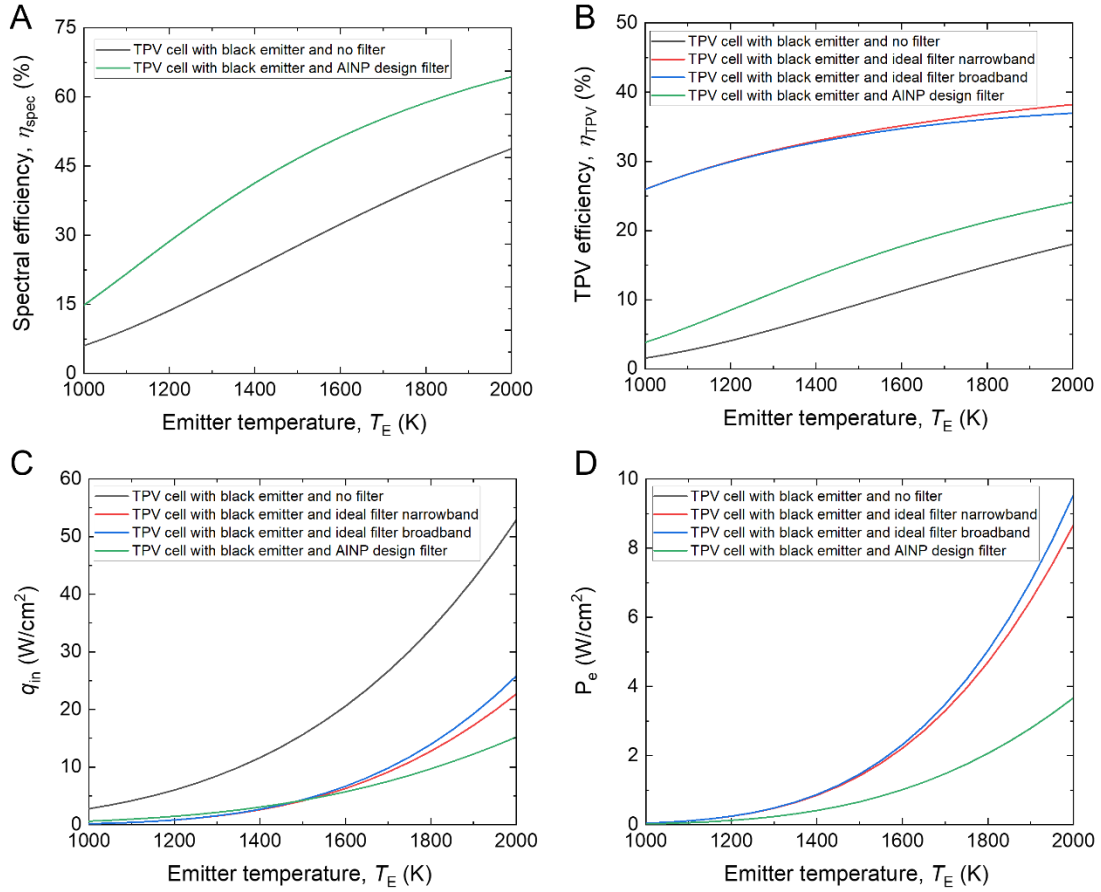 A
75
60
45
30
15
0
Spectral efficiency, ηspec (%)
TPV cell with black emitter and no filter
TPV cell with black emitter and AINP design filter
1000 1200 1400 1600 1800 2000
Emitter temperature, TE (K)
B
50
40
30
20
10
0
TPV efficiency, ηTPV (%)
TPV cell with black emitter and no filter
TPV cell with black emitter and ideal filter narrowband
TPV cell with black emitter and ideal filter broadband
TPV cell with black emitter and AINP design filter
1000 1200 1400 1600 1800 2000
Emitter temperature, TE (K)
C
60
50
40
30
20
10
0
qin (W/cm²)
TPV cell with black emitter and no filter
TPV cell with black emitter and ideal filter narrowband
TPV cell with black emitter and ideal filter broadband
TPV cell with black emitter and AINP design filter
1000 1200 1400 1600 1800 2000
Emitter temperature, TE (K)
D
10
8
6
4
2
0
Pe (W/cm²)
TPV cell with black emitter and no filter
TPV cell with black emitter and ideal filter narrowband
TPV cell with black emitter and ideal filter broadband
TPV cell with black emitter and AINP design filter
1000 1200 1400 1600 1800 2000
Emitter temperature, TE (K)